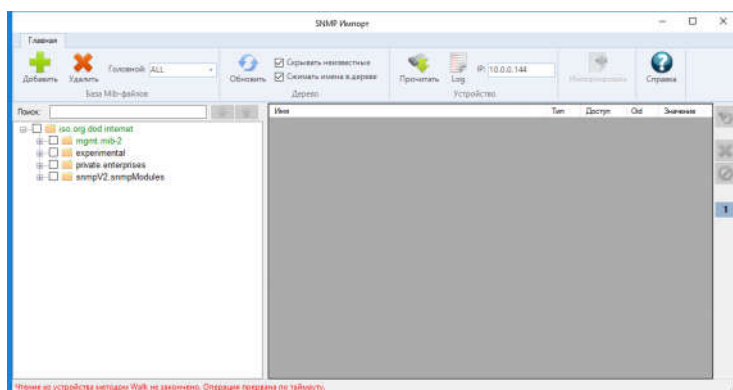 SNMP Импорт
Главная
Добавить
Удалить
Головной: ALL
База Mib-файлов
Обновить
Скрывать неизвестные
Сжимать имена в дереве
Дерево
Прочитать
Log
IP: 10.0.0.144
Устройство
Импортировать
Справка
Поиск:
iso.org.dod.internet
mgmt.mib-2
experimental
private.enterprises
snmpV2.snmpModules
Имя Тип Доступ Oid Значение
1
Чтение из устройства методом Walk не закончено. Операция прервана по таймауту.